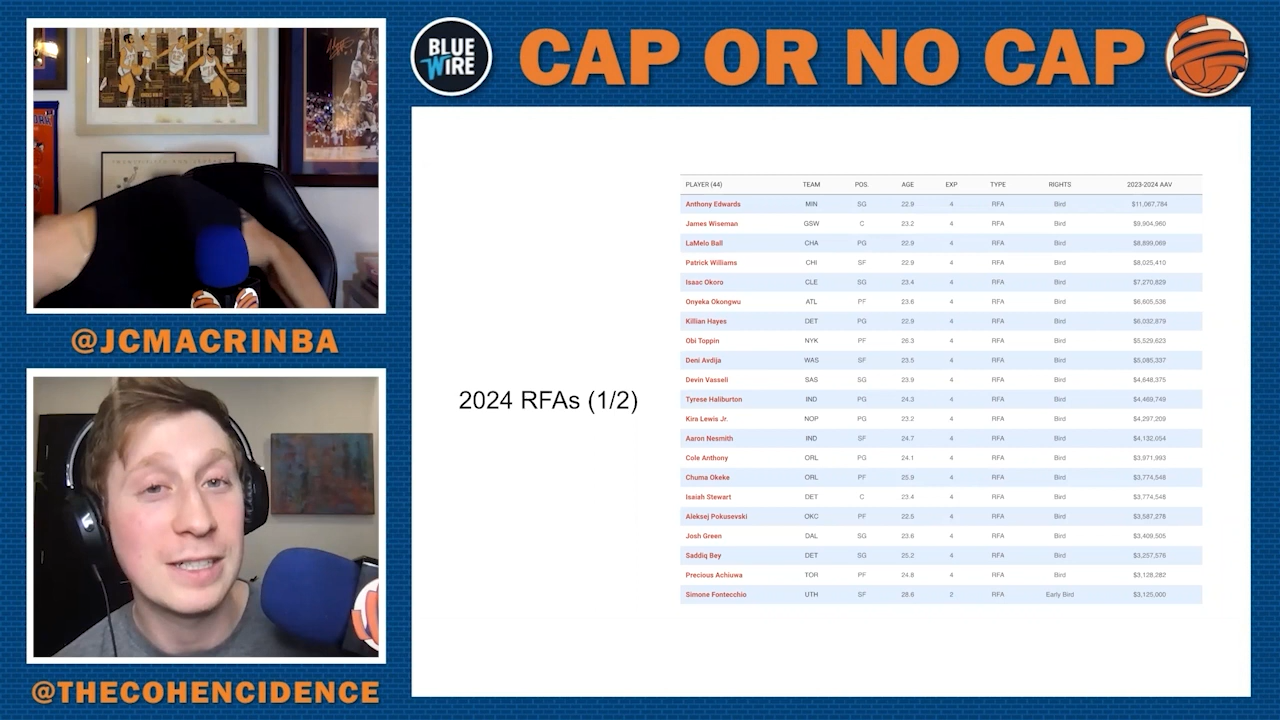 BLUE
WIRE
CAP OR NO CAP
@JCMACRINBA
@THECOHENCIDENCE
2024 RFAs (1/2)
PLAYER (44) TEAM POS. AGE EXP TYPE RIGHTS 2023-2024 AAV
Anthony Edwards MIN SG 22.9 4 RFA Bird $11,067,784
James Wiseman GSW C 23.2 4 RFA Bird $9,904,960
LaMelo Ball CHA PG 22.9 4 RFA Bird $8,899,069
Patrick Williams CHI SF 22.9 4 RFA Bird $8,025,410
Isaac Okoro CLE SG 23.4 4 RFA Bird $7,270,829
Onyeka Okongwu ATL PF 23.6 4 RFA Bird $6,605,536
Killian Hayes DET PG 22.9 4 RFA Bird $6,032,879
Obi Toppin NYK PF 26.3 4 RFA Bird $5,529,623
Deni Avdija WAS SF 23.5 4 RFA Bird $5,085,337
Devin Vassell SAS SG 23.9 4 RFA Bird $4,648,375
Tyrese Haliburton IND PG 24.3 4 RFA Bird $4,469,749
Kira Lewis Jr. NOP PG 23.2 4 RFA Bird $4,297,209
Aaron Nesmith IND SF 24.7 4 RFA Bird $4,132,054
Cole Anthony ORL PG 24.1 4 RFA Bird $3,971,993
Chuma Okeke ORL PF 25.9 4 RFA Bird $3,774,548
Isaiah Stewart DET C 23.4 4 RFA Bird $3,774,548
Aleksej Pokusevski OKC PF 22.5 4 RFA Bird $3,587,278
Josh Green DAL SG 23.6 4 RFA Bird $3,409,505
Saddiq Bey DET SG 25.2 4 RFA Bird $3,257,576
Precious Achiuwa TOR PF 24.8 4 RFA Bird $3,128,282
Simone Fontecchio UTH SF 28.6 2 RFA Early Bird $3,125,000